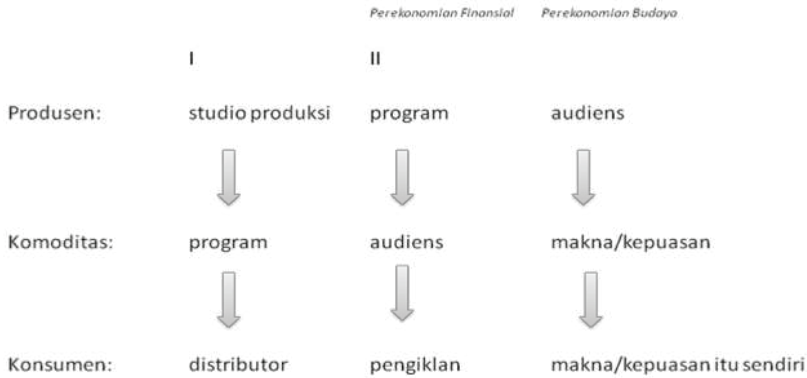 Perekonomian Finansial Perekonomian Budaya
I II
Produsen: studio produksi program audiens
Komoditas: program audiens makna/kepuasan
Konsumen: distributor pengiklan makna/kepuasan itu sendiri